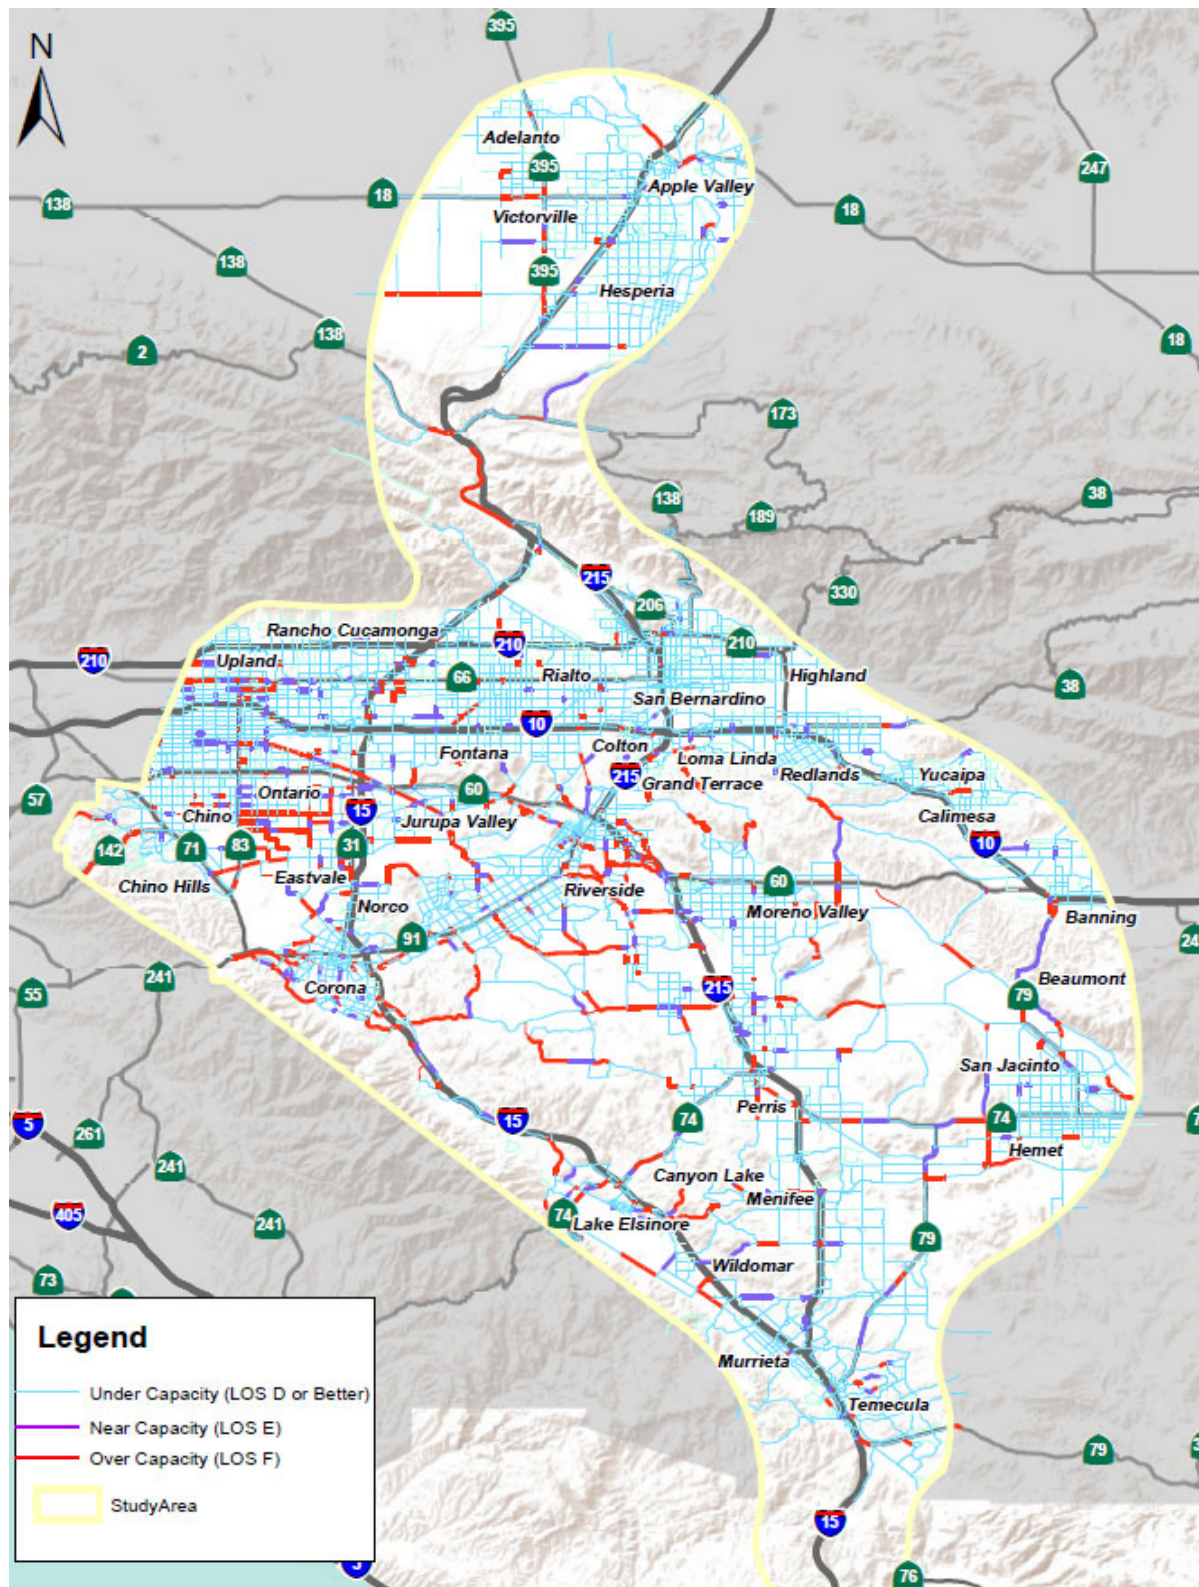 395
N
Adelanto
395
247
Apple Valley
18
138
18
Victorville
138
395
Hesperia
138
18
2
173
138
38
189
215
330
206
Rancho Cucamonga
210
210
210
Upland
66
Rialto
Highland
38
San Bernardino
10
Fontana
Colton
Loma Linda
215
Grand Terrace
Redlands
Yucaipa
57
Ontario
60
15
Chino
Jurupa Valley
Calimesa
142
71
83
31
10
Chino Hills
Eastvale
Riverside
60
Norco
Moreno Valley
Banning
91
24
241
Beaumont
55
Corona
215
79
San Jacinto
Perris
5
15
74
74
261
Hemet
241
Canyon Lake
Menifee
405
241
74
Lake Elsinore
79
73
Wildomar
Legend
Murrieta
Under Capacity (LOS D or Better)
Temecula
Near Capacity (LOS E)
Over Capacity (LOS F)
79
StudyArea
15
5
76